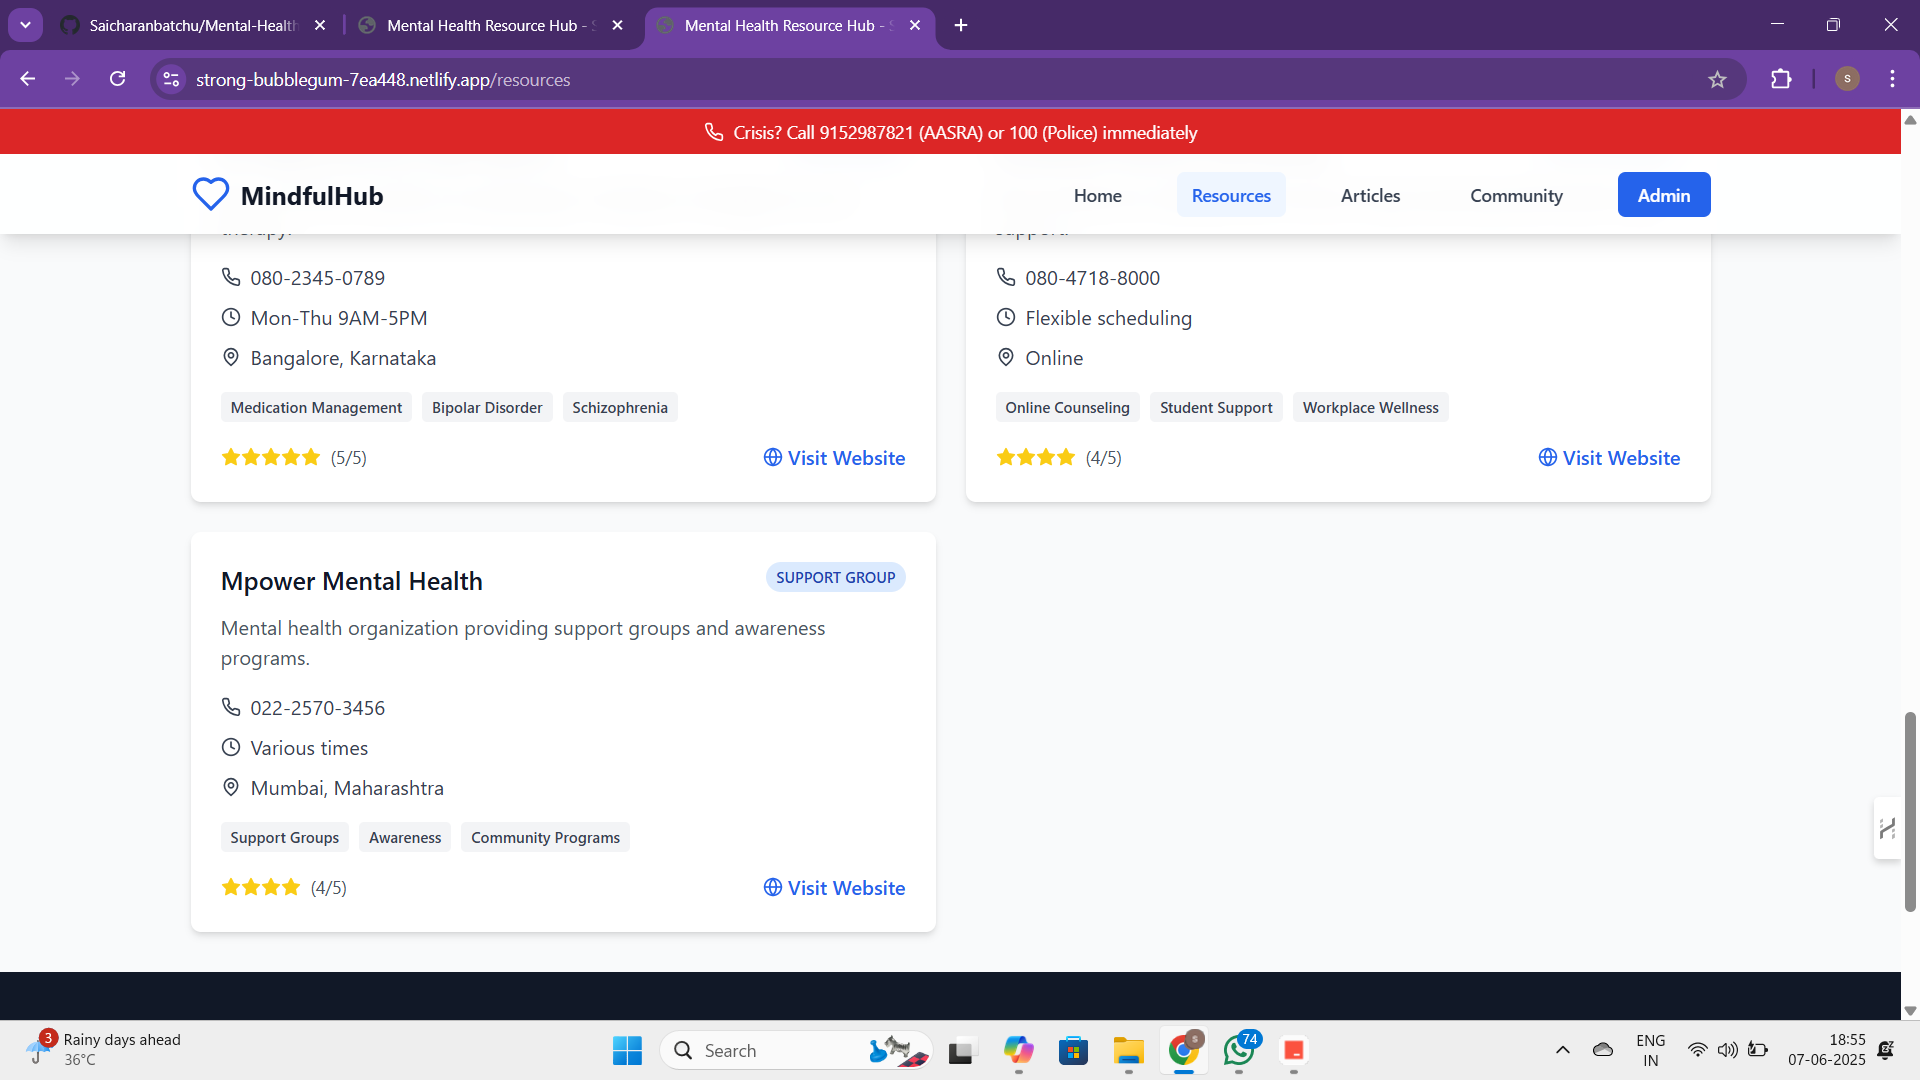 Saicharanbatchu/Mental-Health
Mental Health Resource Hub - S
Mental Health Resource Hub - S
strong-bubblegum-7ea448.netlify.app/resources
S
Crisis? Call 9152987821 (AASRA) or 100 (Police) immediately
MindfulHub
Home
Resources
Articles
Community
Admin
therapy.
080-2345-0789
Mon-Thu 9AM-5PM
Bangalore, Karnataka
Medication Management
Bipolar Disorder
Schizophrenia
(5/5)
Visit Website
support.
080-4718-8000
Flexible scheduling
Online
Online Counseling
Student Support
Workplace Wellness
(4/5)
Visit Website
Mpower Mental Health
SUPPORT GROUP
Mental health organization providing support groups and awareness
programs.
022-2570-3456
Various times
Mumbai, Maharashtra
Support Groups
Awareness
Community Programs
(4/5)
Visit Website
3
Rainy days ahead
36°C
Search
S
74
ENG
IN
18:55
07-06-2025